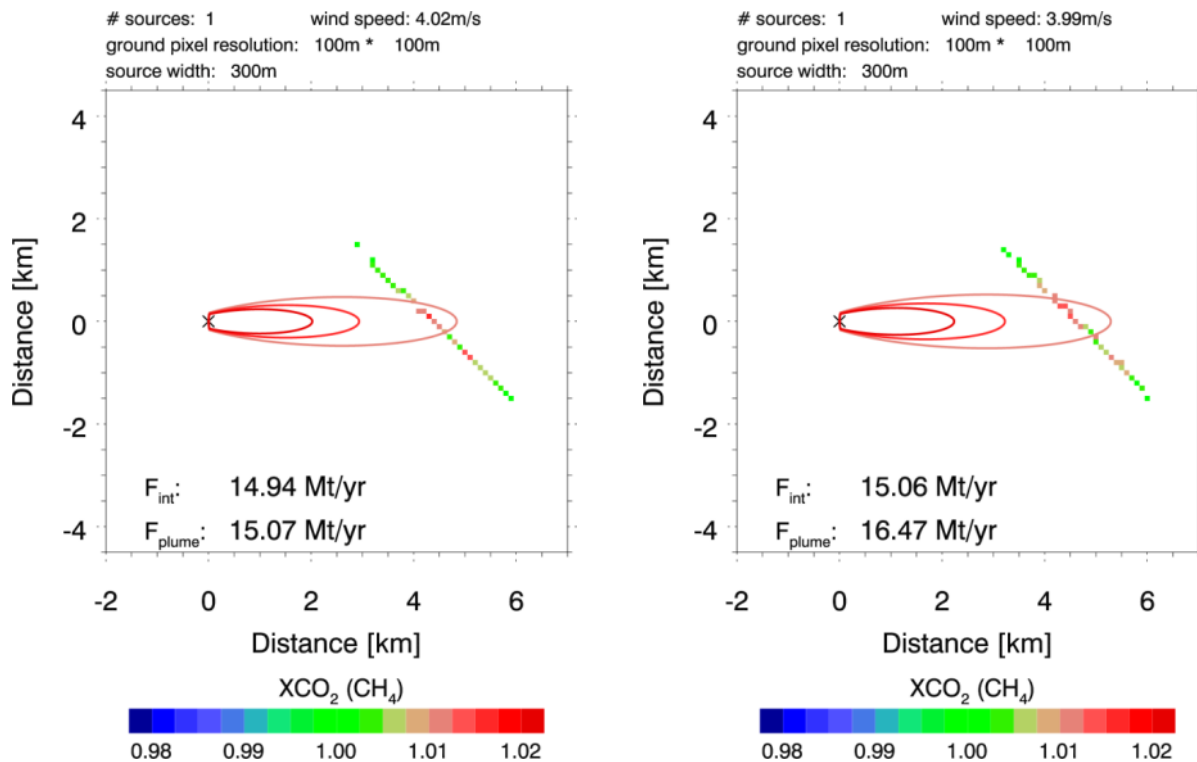 # sources: 1 wind speed: 4.02m/s
ground pixel resolution: 100m * 100m
source width: 300m
4
2
0
-2
-4
Distance [km]
F_int: 14.94 Mt/yr
F_plume: 15.07 Mt/yr
-2 0 2 4 6
Distance [km]
XCO₂ (CH₄)
0.98 0.99 1.00 1.01 1.02
# sources: 1 wind speed: 3.99m/s
ground pixel resolution: 100m * 100m
source width: 300m
4
2
0
-2
-4
Distance [km]
F_int: 15.06 Mt/yr
F_plume: 16.47 Mt/yr
-2 0 2 4 6
Distance [km]
XCO₂ (CH₄)
0.98 0.99 1.00 1.01 1.02